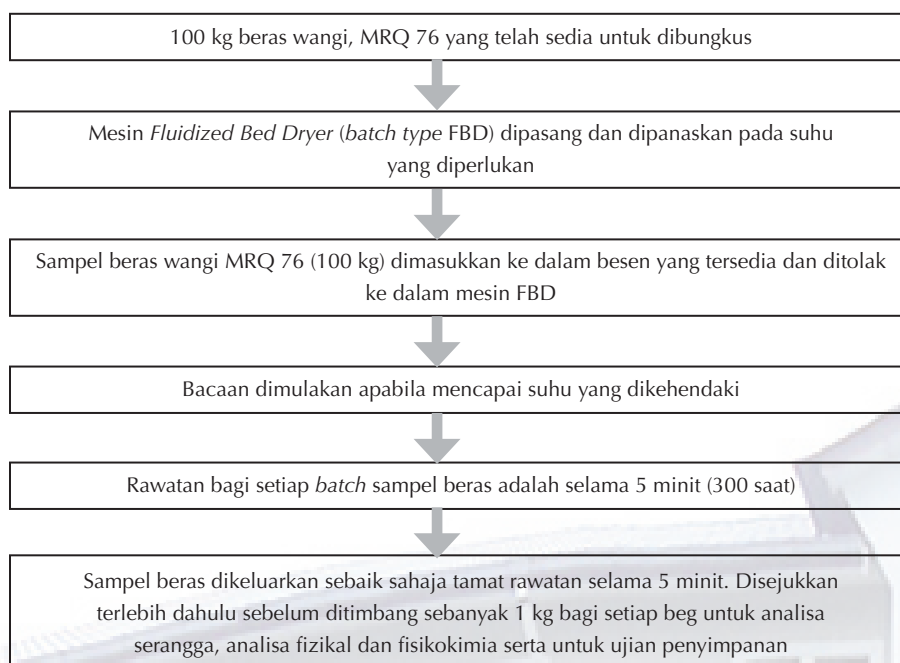 100 kg beras wangi, MRQ 76 yang telah sedia untuk dibungkus
Mesin Fluidized Bed Dryer (batch type FBD) dipasang dan dipanaskan pada suhu
yang diperlukan
Sampel beras wangi MRQ 76 (100 kg) dimasukkan ke dalam besen yang tersedia dan ditolak
ke dalam mesin FBD
Bacaan dimulakan apabila mencapai suhu yang dikehendaki
Rawatan bagi setiap batch sampel beras adalah selama 5 minit (300 saat)
Sampel beras dikeluarkan sebaik sahaja tamat rawatan selama 5 minit. Disejukkan
terlebih dahulu sebelum ditimbang sebanyak 1 kg bagi setiap beg untuk analisa
serangga, analisa fizikal dan fisikokimia serta untuk ujian penyimpanan